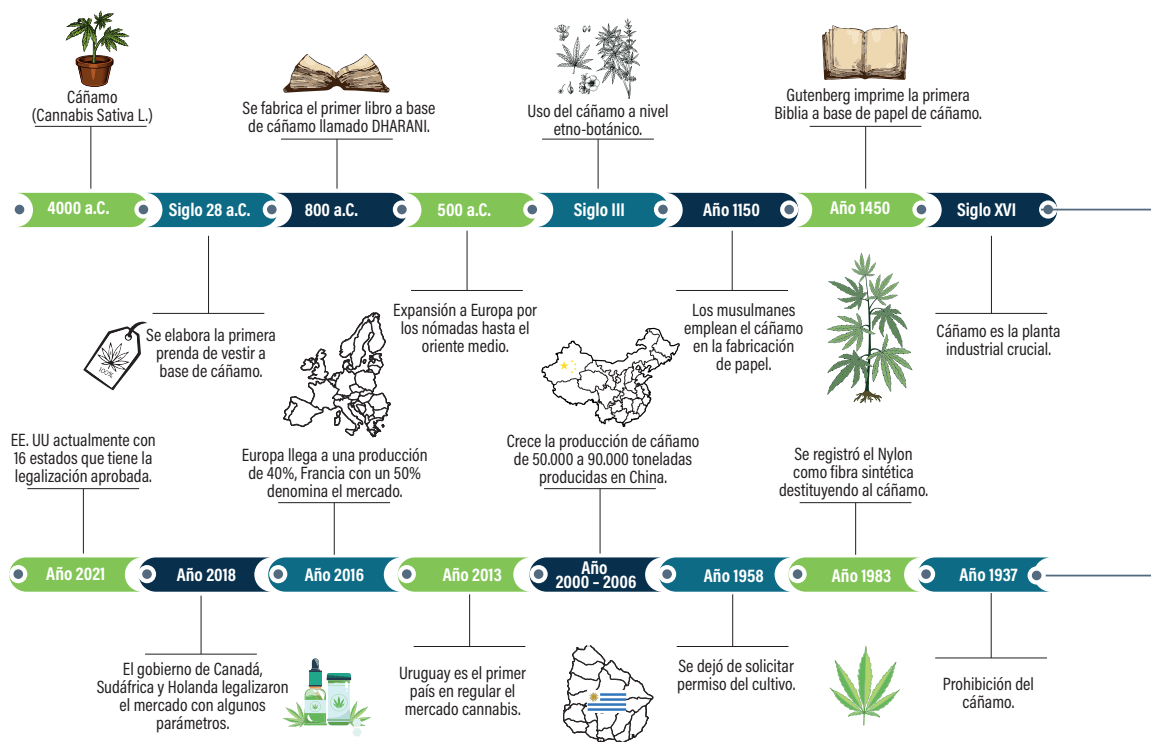 Cáñamo
(Cannabis Sativa L.)
Se fabrica el primer libro a base
de cáñamo llamado DHARANI.
Uso del cáñamo a nivel
etno-botánico.
Gutenberg imprime la primera
Biblia a base de papel de cáñamo.
4000 a.C.
Siglo 28 a.C.
800 a.C.
500 a.C.
Siglo III
Año 1150
Año 1450
Siglo XVI
100%
Se elabora la primera
prenda de vestir a
base de cáñamo.
Expansión a Europa por
los nómadas hasta el
oriente medio.
Los musulmanes
emplean el cáñamo
en la fabricación
de papel.
Cáñamo es la planta
industrial crucial.
EE. UU actualmente con
16 estados que tiene la
legalización aprobada.
Europa llega a una producción
de 40%, Francia con un 50%
denomina el mercado.
Crece la producción de cáñamo
de 50.000 a 90.000 toneladas
producidas en China.
Se registró el Nylon
como fibra sintética
destituyendo al cáñamo.
Año 2021
Año 2018
Año 2016
Año 2013
Año
2000 - 2006
Año 1958
Año 1983
Año 1937
El gobierno de Canadá,
Sudáfrica y Holanda legalizaron
el mercado con algunos
parámetros.
Uruguay es el primer
país en regular el
mercado cannabis.
Se dejó de solicitar
permiso del cultivo.
Prohibición del
cáñamo.